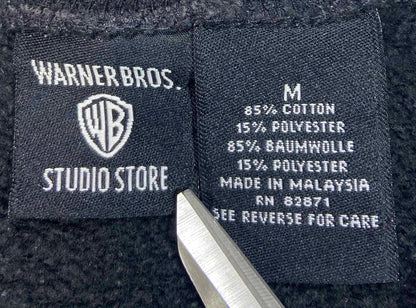 WARNER BROS.
WB
STUDIO STORE
M
85% COTTON
15% POLYESTER
85% BAUMWOLLE
15% POLYESTER
MADE IN MALAYSIA
RN 82871
SEE REVERSE FOR CARE